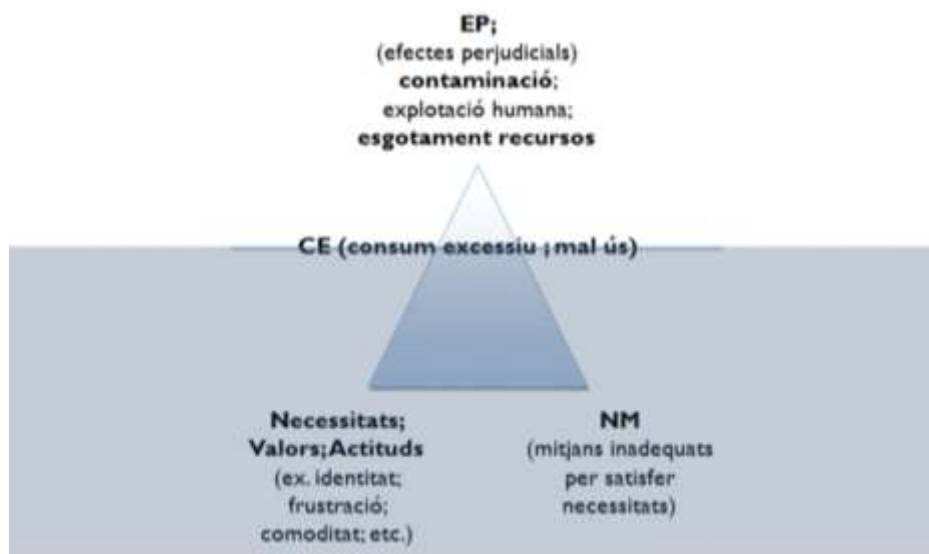 EP;
(efectes perjudicials)
contaminació;
explotació humana;
esgotament recursos
CE (consum excessiu ; mal ús)
Necessitats;
Valors; Actituds
(ex. identitat;
frustració;
comoditat; etc.)
NM
(mitjans inadequats
per satisfer
necessitats)